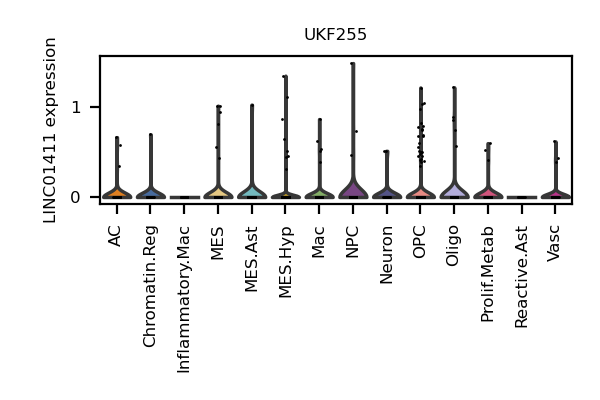 UKF255
LINC01411 expression
1
0
AC
Chromatin.Reg
Inflammatory.Mac
MES
MES.Ast
MES.Hyp
Mac
NPC
Neuron
OPC
Oligo
Prolif.Metab
Reactive.Ast
Vasc